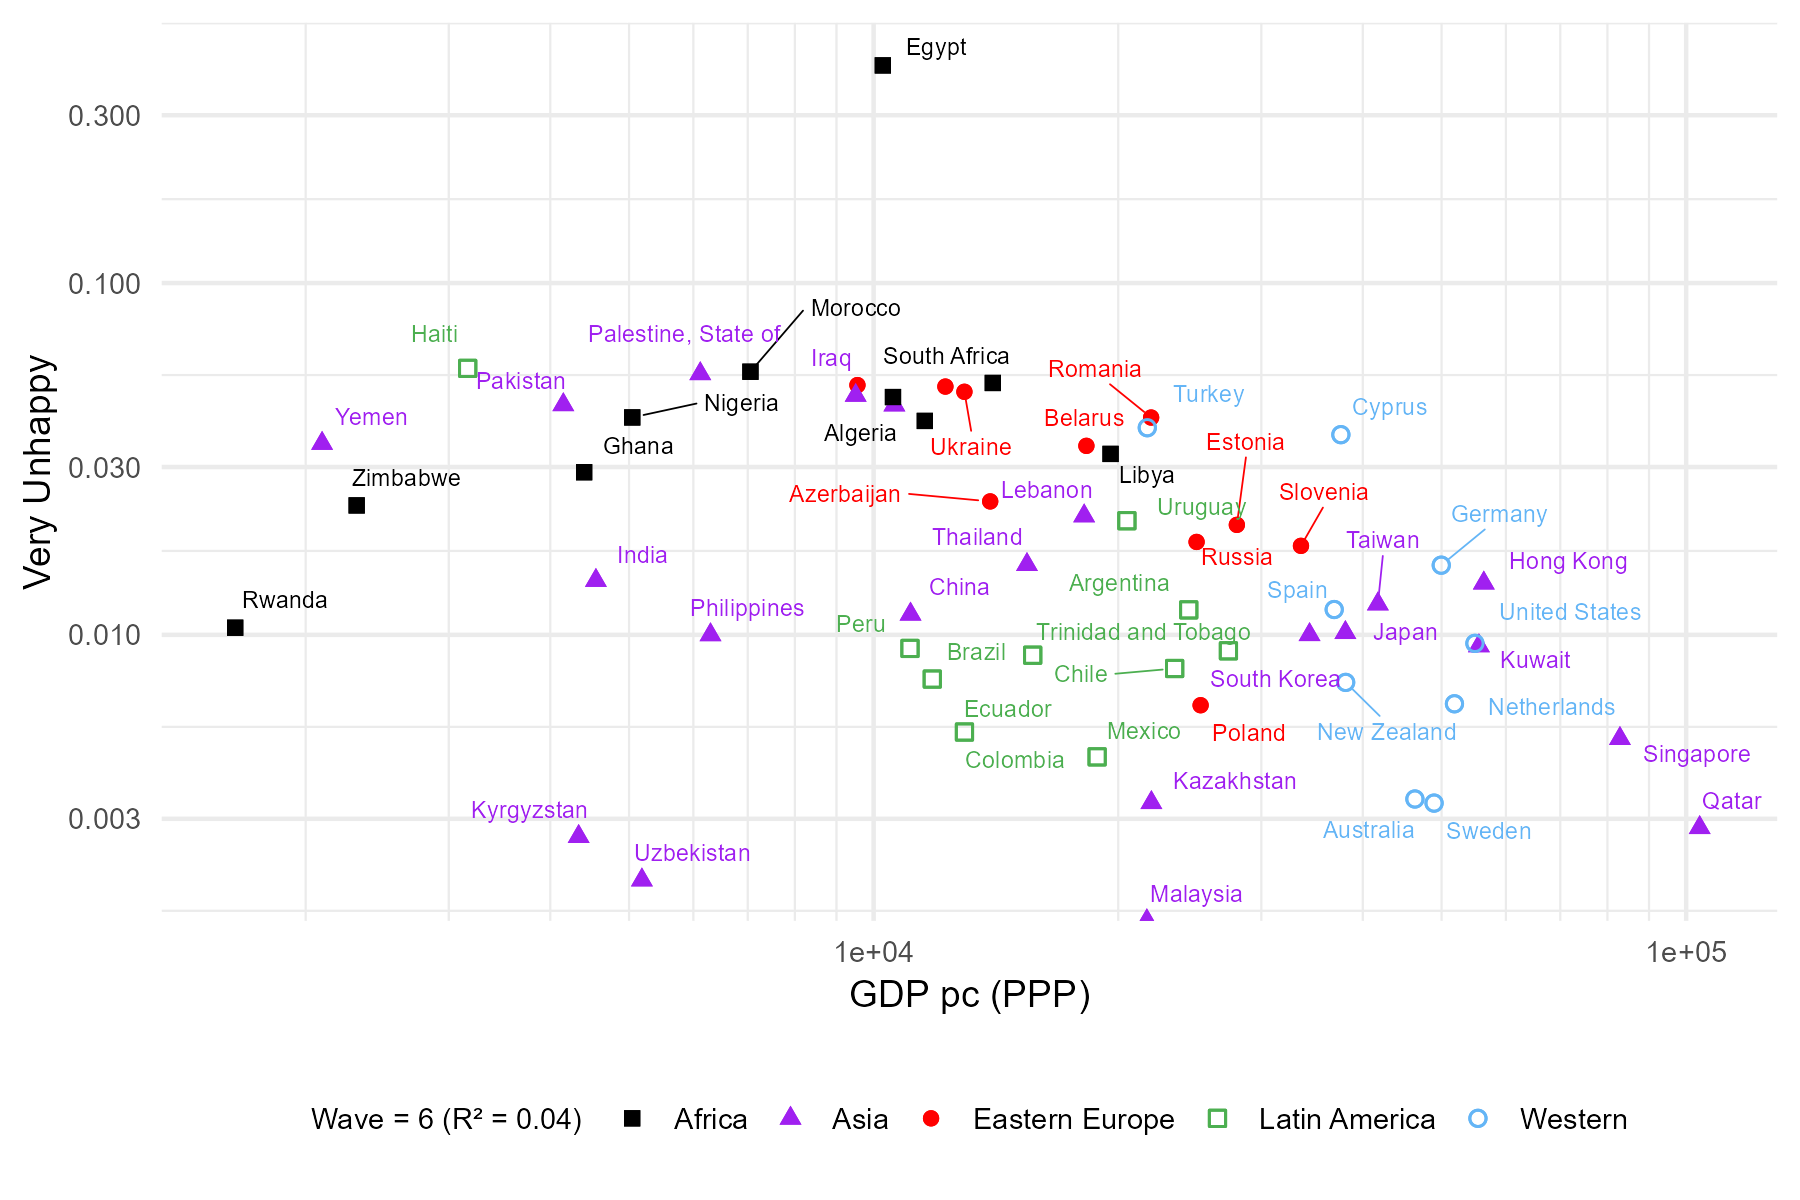 Egypt
0.300
0.100
Morocco
Haiti
Palestine, State of
Iraq
South Africa
Romania
Pakistan
Turkey
Nigeria
Cyprus
Yemen
Belarus
Algeria
Estonia
Ghana
Ukraine
0.030
Zimbabwe
Libya
Azerbaijan
Lebanon
Slovenia
Uruguay
Germany
Thailand
Taiwan
India
Russia
Hong Kong
Argentina
China
Spain
Rwanda
Philippines
United States
Peru
0.010
Trinidad and Tobago
Japan
Brazil
Kuwait
Chile
South Korea
Ecuador
Netherlands
Mexico
Poland
New Zealand
Colombia
Singapore
Kazakhstan
Qatar
Kyrgyzstan
0.003
Australia
Sweden
Uzbekistan
Malaysia
Very Unhappy
1e+04
1e+05
GDP pc (PPP)
Wave = 6 (R² = 0.04) Africa Asia Eastern Europe Latin America Western